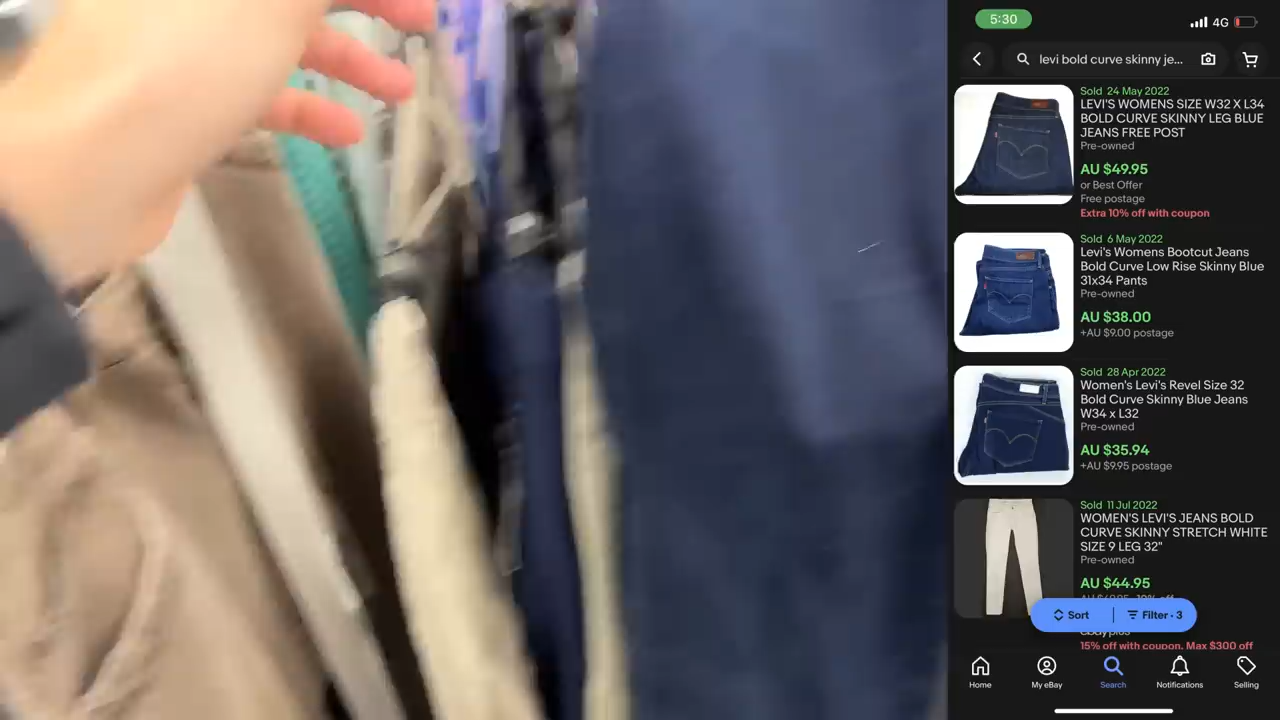 5:30
4G
levi bold curve skinny je...
Sold 24 May 2022
LEVI'S WOMENS SIZE W32 X L34
BOLD CURVE SKINNY LEG BLUE
JEANS FREE POST
Pre-owned
AU $49.95
or Best Offer
Free postage
Extra 10% off with coupon
Sold 6 May 2022
Levi's Womens Bootcut Jeans
Bold Curve Low Rise Skinny Blue
31x34 Pants
Pre-owned
AU $38.00
+AU $9.00 postage
Sold 28 Apr 2022
Women's Levi's Revel Size 32
Bold Curve Skinny Blue Jeans
W34 x L32
Pre-owned
AU $35.94
+AU $9.95 postage
Sold 11 Jul 2022
WOMEN'S LEVI'S JEANS BOLD
CURVE SKINNY STRETCH WHITE
SIZE 9 LEG 32"
Pre-owned
AU $44.95
Sort
Filter · 3
15% off with coupon. Max $300 off
Home
My eBay
Search
Notifications
Selling